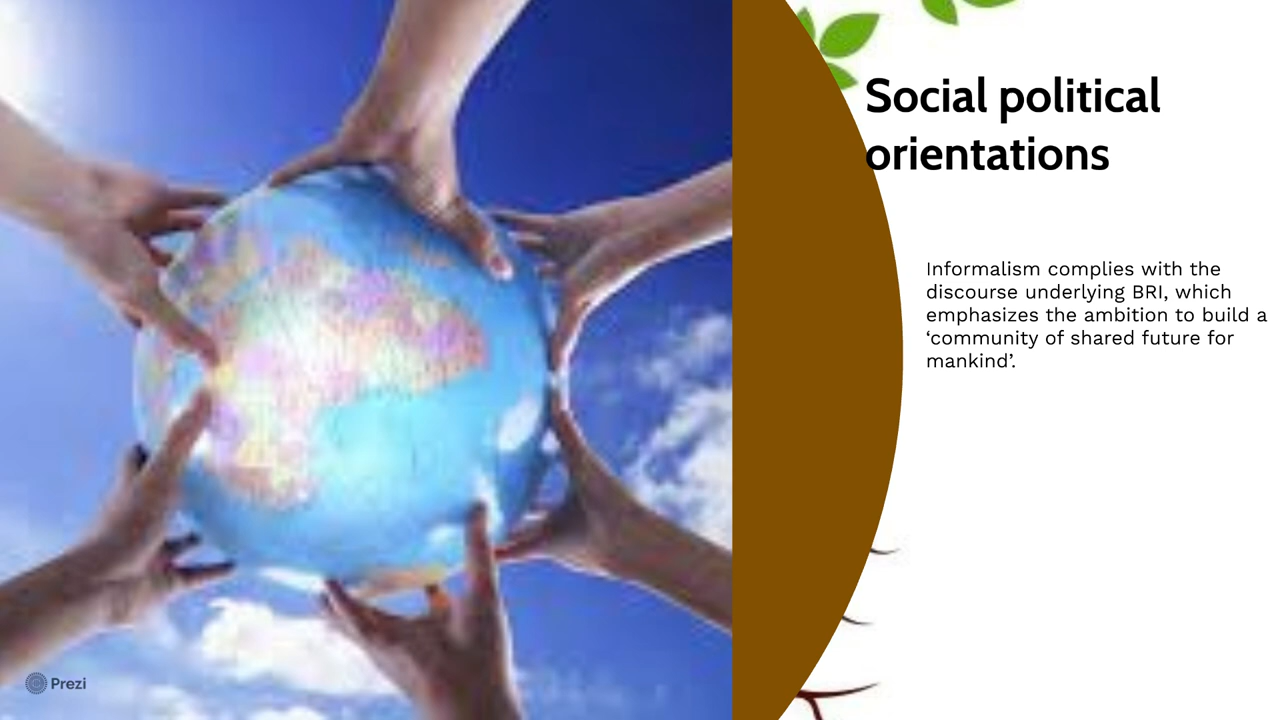 Social political
orientations
Informalism complies with the
discourse underlying BRI, which
emphasizes the ambition to build a
‘community of shared future for
mankind’.
Prezi